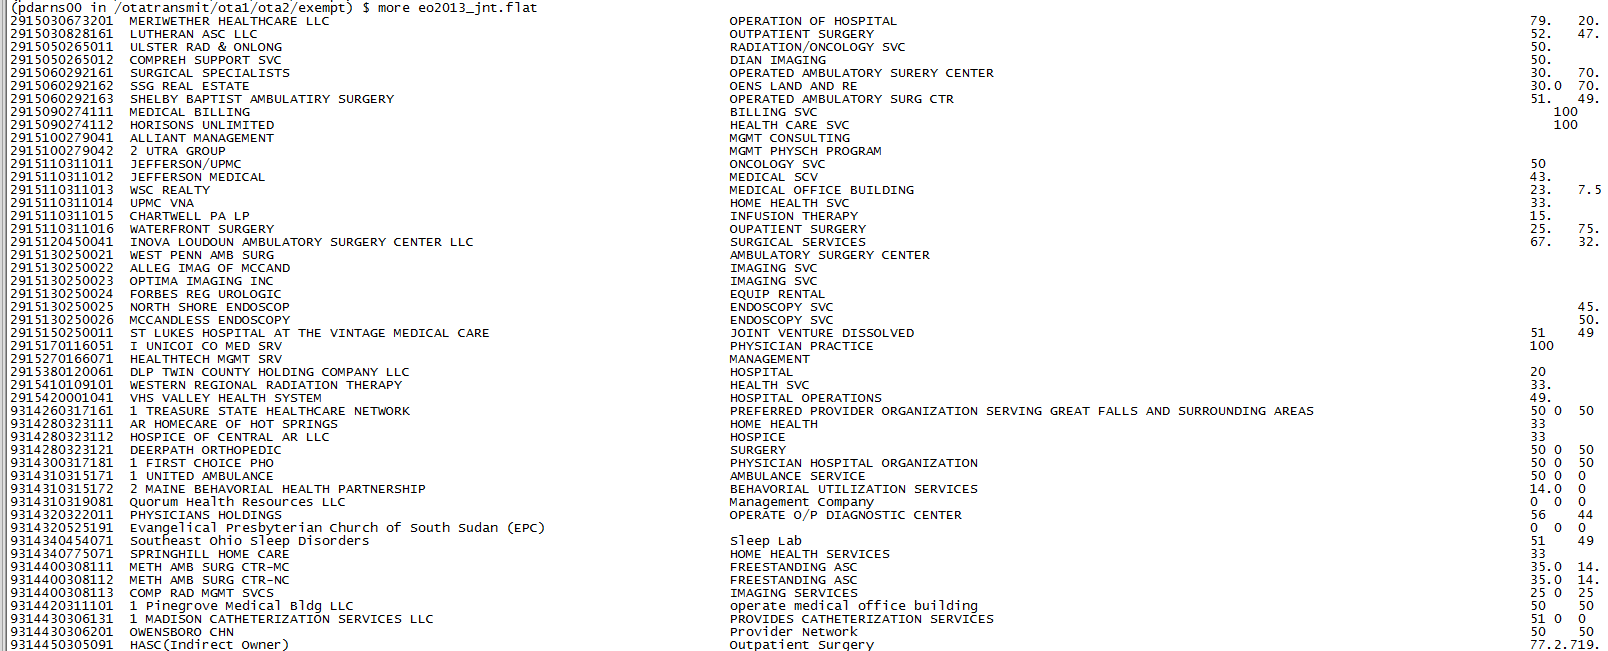 (pdarns00 in /otatransmit/ota1/ota2/exempt) $ more eo2013_jnt.flat
2915030673201 MERIWETHER HEALTHCARE LLC OPERATION OF HOSPITAL 79. 20.
2915030828161 LUTHERAN ASC LLC OUTPATIENT SURGERY 52. 47.
2915050265011 ULSTER RAD & ONLONG RADIATION/ONCOLOGY SVC 50.
2915050265012 COMPREH SUPPORT SVC DIAN IMAGING 50.
2915060292161 SURGICAL SPECIALISTS OPERATED AMBULATORY SURERY CENTER 30. 70.
2915060292162 SSG REAL ESTATE OENS LAND AND RE 30.0 70.
2915060292163 SHELBY BAPTIST AMBULATIRY SURGERY OPERATED AMBULATORY SURG CTR 51. 49.
2915090274111 MEDICAL BILLING BILLING SVC 100
2915090274112 HORISONS UNLIMITED HEALTH CARE SVC 100
2915100279041 ALLIANT MANAGEMENT MGMT CONSULTING
2915100279042 2 UTRA GROUP MGMT PHYSCH PROGRAM
2915110311011 JEFFERSON/UPMC ONCOLOGY SVC 50
2915110311012 JEFFERSON MEDICAL MEDICAL SCV 43.
2915110311013 WSC REALTY MEDICAL OFFICE BUILDING 23. 7.5
2915110311014 UPMC VNA HOME HEALTH SVC 33.
2915110311015 CHARTWELL PA LP INFUSION THERAPY 15.
2915110311016 WATERFRONT SURGERY OUPATIENT SURGERY 25. 75.
2915120450041 INOVA LOUDOUN AMBULATORY SURGERY CENTER LLC SURGICAL SERVICES 67. 32.
2915130250021 WEST PENN AMB SURG AMBULATORY SURGERY CENTER
2915130250022 ALLEG IMAG OF MCCAND IMAGING SVC
2915130250023 OPTIMA IMAGING INC IMAGING SVC
2915130250024 FORBES REG UROLOGIC EQUIP RENTAL
2915130250025 NORTH SHORE ENDOSCOP ENDOSCOPY SVC 45.
2915130250026 MCCANDLESS ENDOSCOPY ENDOSCOPY SVC 50.
2915150250011 ST LUKES HOSPITAL AT THE VINTAGE MEDICAL CARE JOINT VENTURE DISSOLVED 51 49
2915170116051 I UNICOI CO MED SRV PHYSICIAN PRACTICE 100
2915270166071 HEALTHTECH MGMT SRV MANAGEMENT
2915380120061 DLP TWIN COUNTY HOLDING COMPANY LLC HOSPITAL 20
2915410109101 WESTERN REGIONAL RADIATION THERAPY HEALTH SVC 33.
2915420001041 VHS VALLEY HEALTH SYSTEM HOSPITAL OPERATIONS 49.
9314260317161 1 TREASURE STATE HEALTHCARE NETWORK PREFERRED PROVIDER ORGANIZATION SERVING GREAT FALLS AND SURROUNDING AREAS 50 0 50
9314280323111 AR HOMECARE OF HOT SPRINGS HOME HEALTH 33
9314280323112 HOSPICE OF CENTRAL AR LLC HOSPICE 33
9314280323121 DEERPATH ORTHOPEDIC SURGERY 50 0 50
9314300317181 1 FIRST CHOICE PHO PHYSICIAN HOSPITAL ORGANIZATION 50 0 50
9314310315171 1 UNITED AMBULANCE AMBULANCE SERVICE 50 0 0
9314310315172 2 MAINE BEHAVORIAL HEALTH PARTNERSHIP BEHAVORIAL UTILIZATION SERVICES 14.0 0
9314310319081 Quorum Health Resources LLC Management Company 0 0 0
9314320322011 PHYSICIANS HOLDINGS OPERATE O/P DIAGNOSTIC CENTER 56 44
9314320525191 Evangelical Presbyterian Church of South Sudan (EPC) 0 0 0
9314340454071 Southeast Ohio Sleep Disorders Sleep Lab 51 49
9314340775071 SPRINGHILL HOME CARE HOME HEALTH SERVICES 33
9314400308111 METH AMB SURG CTR-MC FREESTANDING ASC 35.0 14.
9314400308112 METH AMB SURG CTR-NC FREESTANDING ASC 35.0 14.
9314400308113 COMP RAD MGMT SVCS IMAGING SERVICES 25 0 25
9314420311101 1 Pinegrove Medical Bldg LLC operate medical office building 50 50
9314430306131 1 MADISON CATHETERIZATION SERVICES LLC PROVIDES CATHETERIZATION SERVICES 51 0 0
9314430306201 OWENSBORO CHN Provider Network 50 50
9314450305091 HASC(Indirect Owner) Outpatient Surgery 77.2.719.